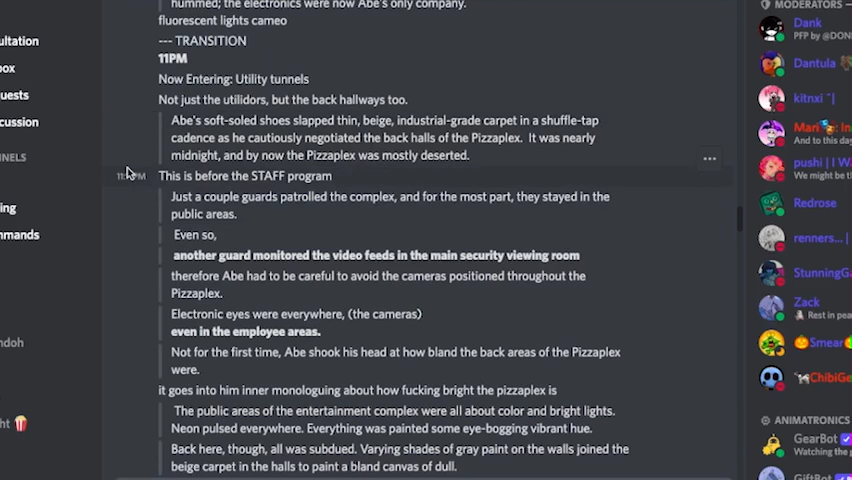 hummed; the electronics were now Abe's only company.
fluorescent lights cameo
--- TRANSITION
11PM
Now Entering: Utility tunnels
Not just the utilidors, but the back hallways too.
Abe's soft-soled shoes slapped thin, beige, industrial-grade carpet in a shuffle-tap
cadence as he cautiously negotiated the back halls of the Pizzaplex. It was nearly
midnight, and by now the Pizzaplex was mostly deserted.
This is before the STAFF program
Just a couple guards patrolled the complex, and for the most part, they stayed in the
public areas.
Even so,
another guard monitored the video feeds in the main security viewing room
therefore Abe had to be careful to avoid the cameras positioned throughout the
Pizzaplex.
Electronic eyes were everywhere, (the cameras)
even in the employee areas.
Not for the first time, Abe shook his head at how bland the back areas of the Pizzaplex
were.
it goes into him inner monologuing about how fucking bright the pizzaplex is
The public areas of the entertainment complex were all about color and bright lights.
Neon pulsed everywhere. Everything was painted some eye-bogging vibrant hue.
Back here, though, all was subdued. Varying shades of gray paint on the walls joined the
beige carpet in the halls to paint a bland canvas of dull.
ultation
box
uests
cussion
NNELS
ing
mmands
ndoh
ht
MODERATORS
Dank
PFP by @DON
Dantula
kitnxi ~|
Mari
In
And to this day
pushi | I W
We might be t
Redrose
renners... |
StunningGa
Zack
Rest in pea
Smear
ChibiGe
ANIMATRONICS
GearBot
Watching the
GiftBot